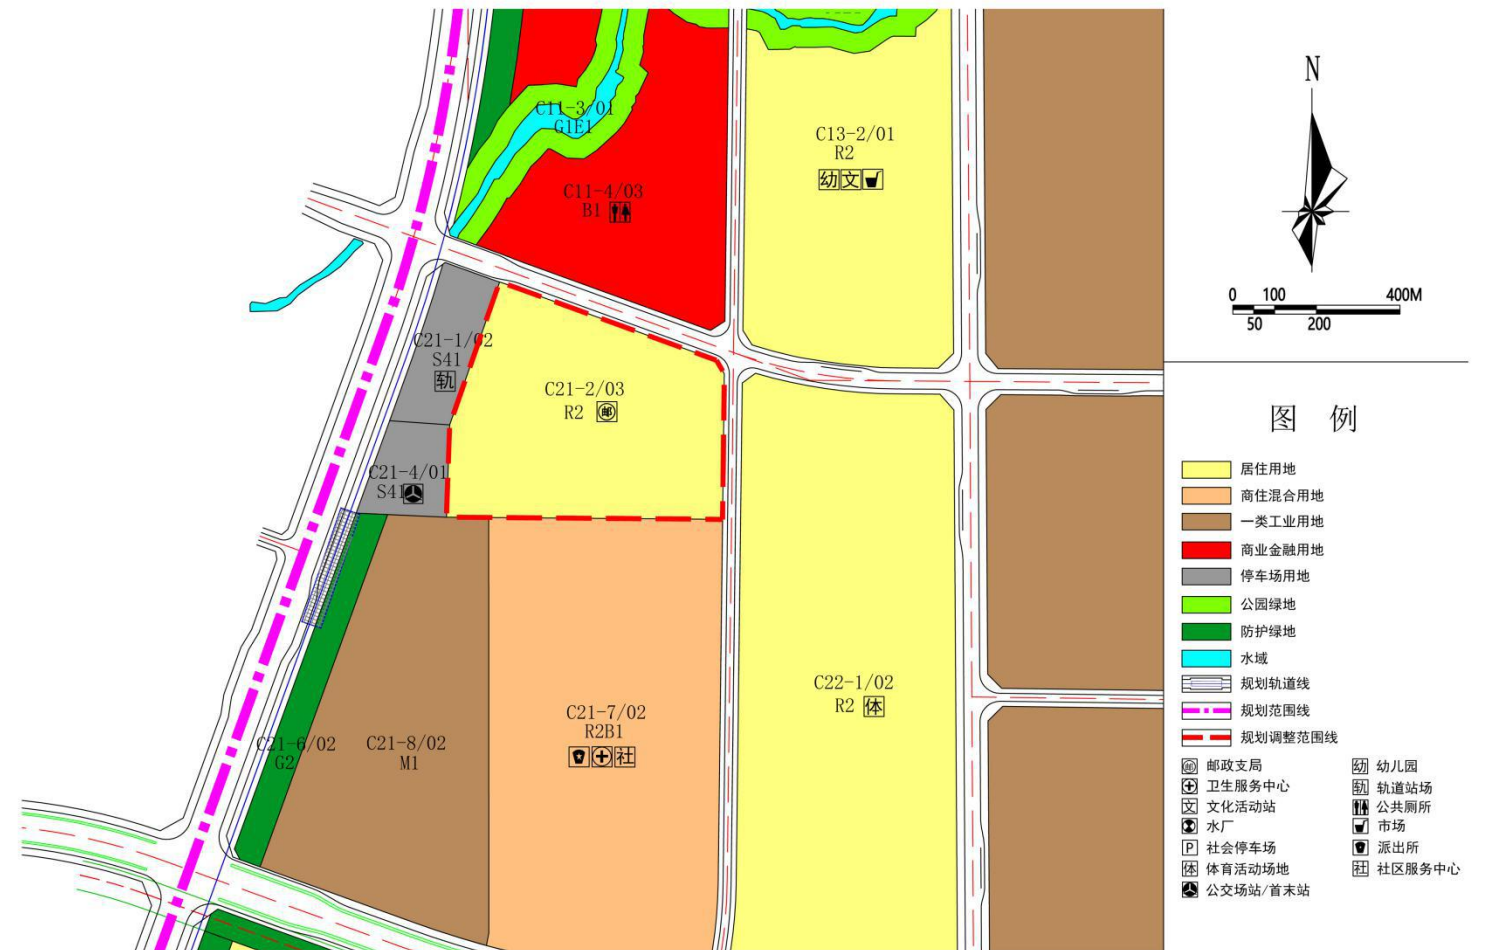 C11-3/01
G1E1
C11-4/03
B1
C13-2/01
R2
幼 文
C21-1/02
S41
轨
C21-2/03
R2 邮
C21-4/01
S41
C21-6/02
G2
C21-8/02
M1
C21-7/02
R2B1
社
C22-1/02
R2 体
N
0 100 400M
50 200
图 例
居住用地
商住混合用地
一类工业用地
商业金融用地
停车场用地
公园绿地
防护绿地
水域
规划轨道线
规划范围线
规划调整范围线
邮 邮政支局
卫生服务中心
文 文化活动站
水厂
P 社会停车场
体 体育活动场地
公交场站/首末站
幼 幼儿园
轨 轨道站场
公共厕所
市场
派出所
社 社区服务中心